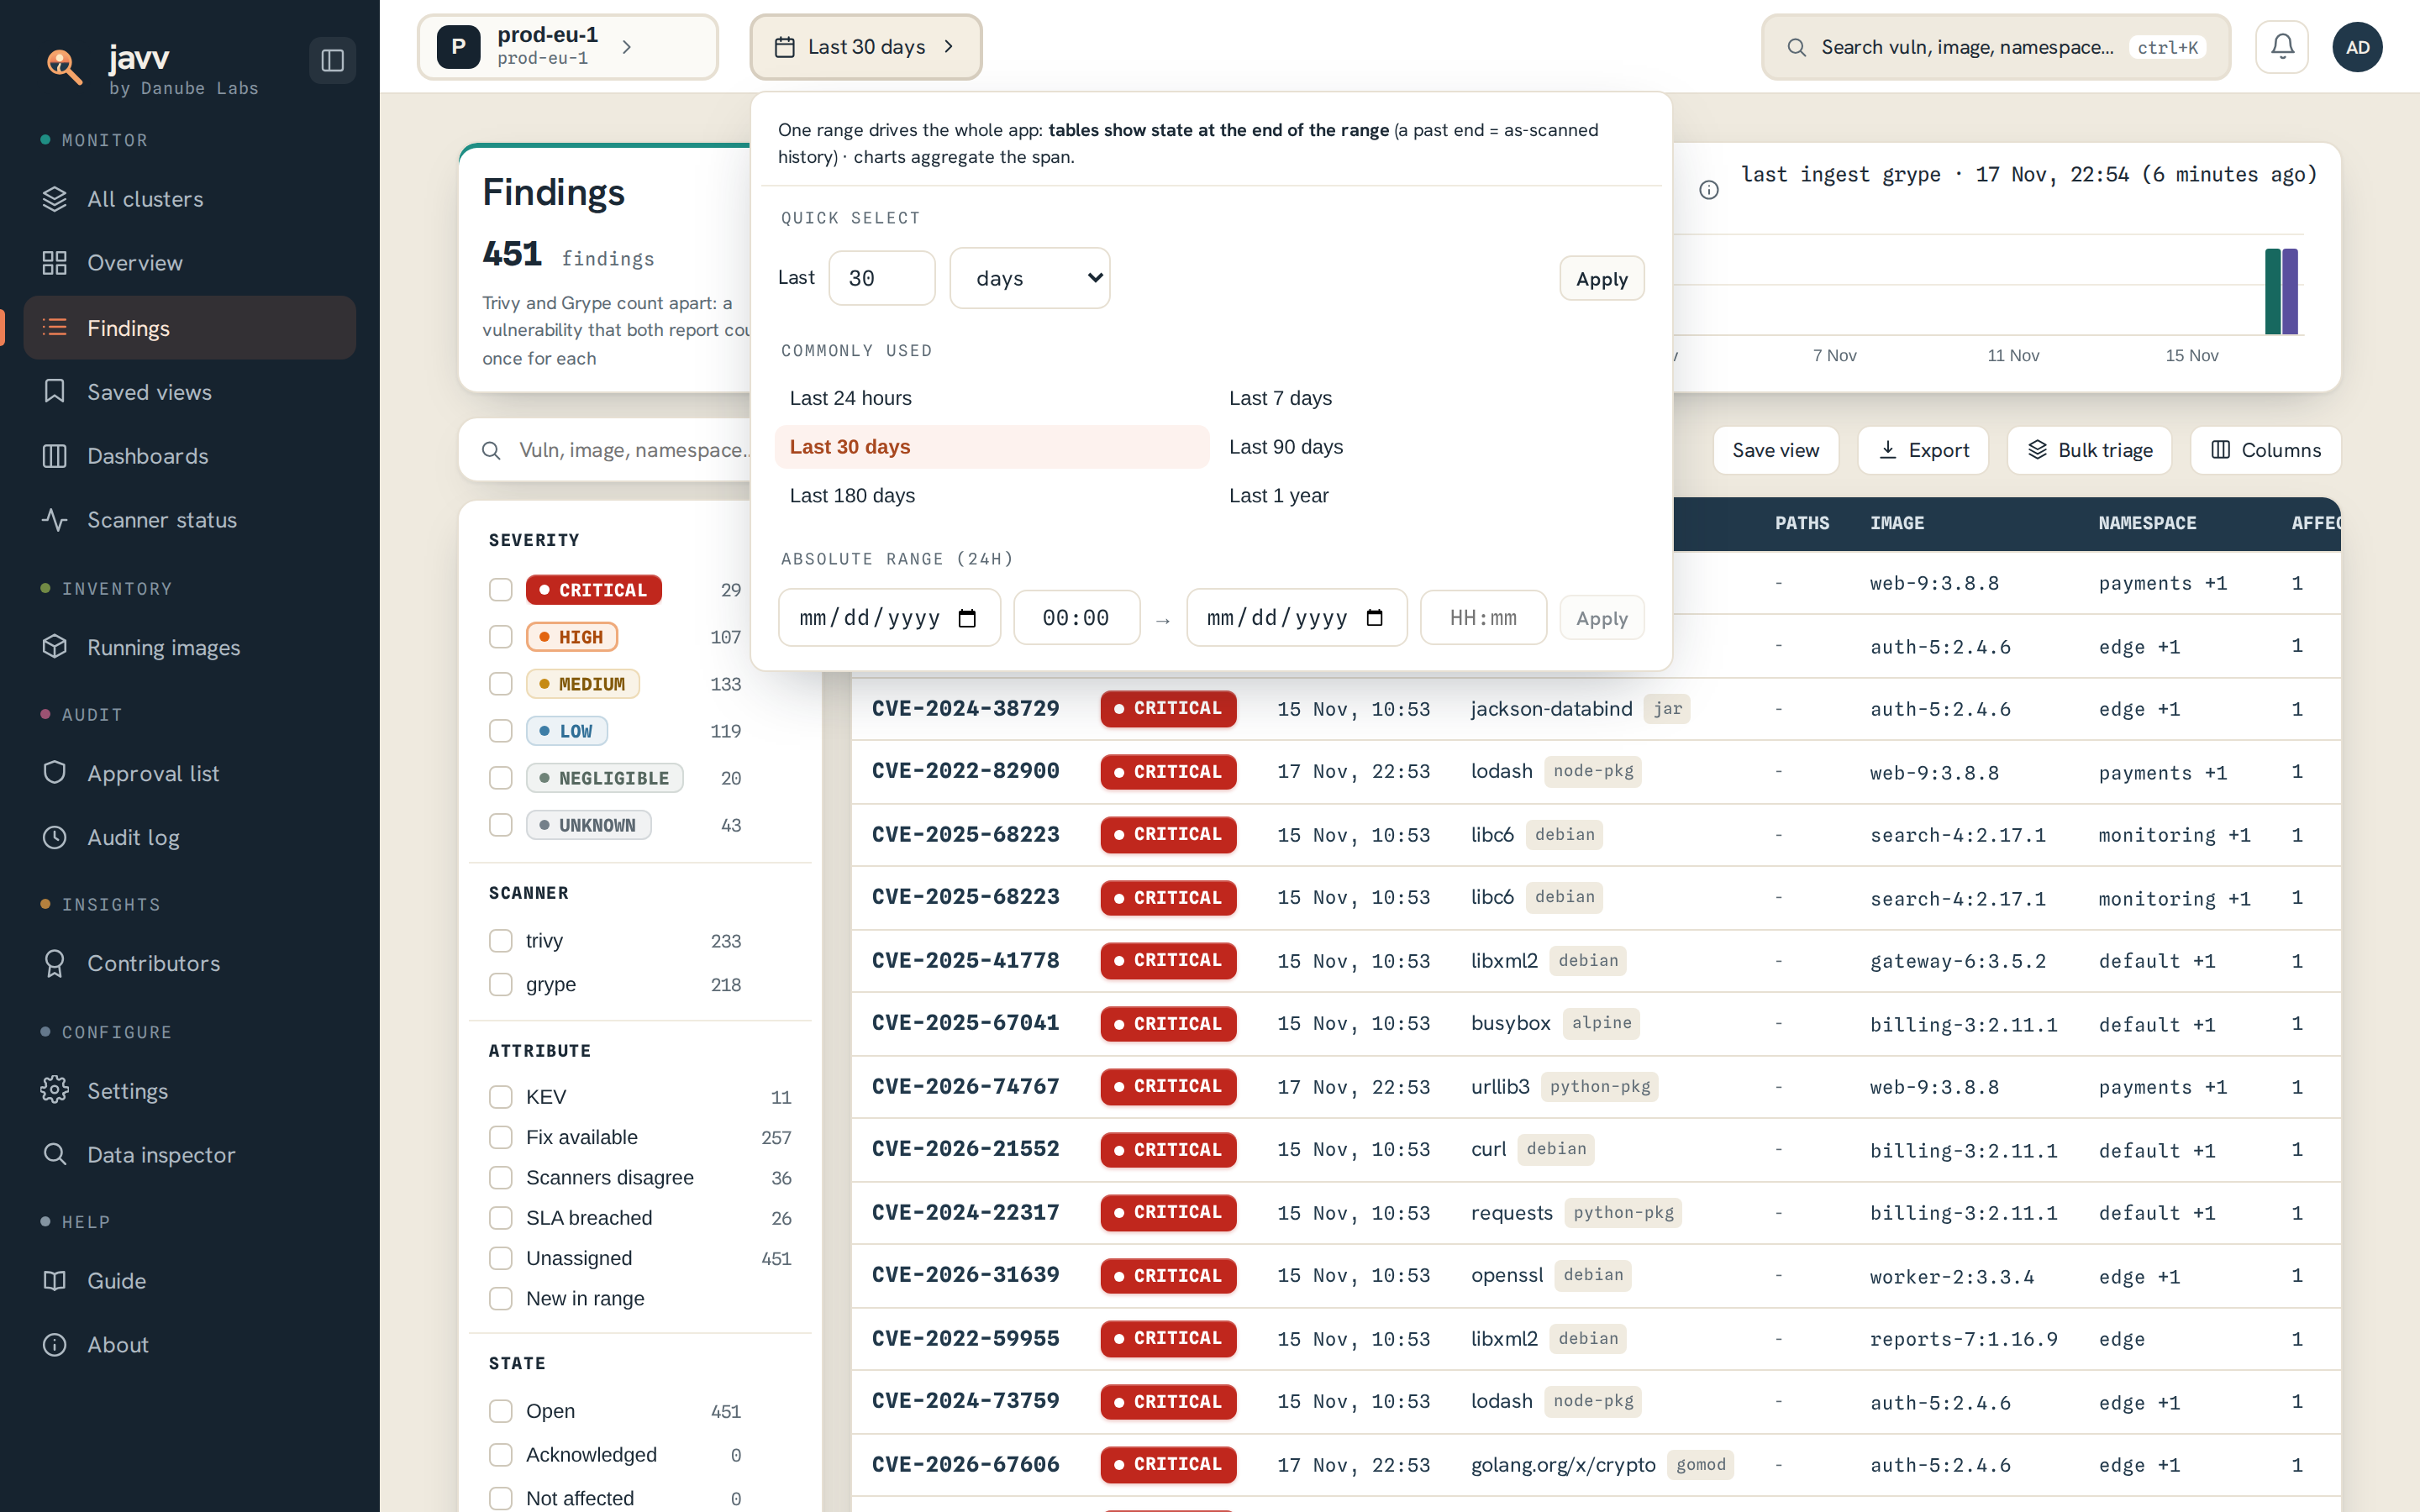 javv
by Danube Labs
MONITOR
All clusters
Overview
Findings
Saved views
Dashboards
Scanner status
INVENTORY
Running images
AUDIT
Approval list
Audit log
INSIGHTS
Contributors
CONFIGURE
Settings
Data inspector
HELP
Guide
About
P
prod-eu-1
prod-eu-1
Last 30 days
Search vuln, image, namespace...
ctrl+K
AD
One range drives the whole app: tables show state at the end of the range (a past end = as-scanned
history) · charts aggregate the span.
QUICK SELECT
Last
30
days
Apply
COMMONLY USED
Last 24 hours
Last 7 days
Last 30 days
Last 90 days
Last 180 days
Last 1 year
ABSOLUTE RANGE (24H)
mm/dd/yyyy
00:00
→
mm/dd/yyyy
HH:mm
Apply
Findings
451 findings
Trivy and Grype count apart: a
vulnerability that both report
once for each
last ingest grype · 17 Nov, 22:54 (6 minutes ago)
7 Nov
11 Nov
15 Nov
Vuln, image, namespace...
Save view
Export
Bulk triage
Columns
SEVERITY
CRITICAL 29
HIGH 107
MEDIUM 133
LOW 119
NEGLIGIBLE 20
UNKNOWN 43
SCANNER
trivy 233
grype 218
ATTRIBUTE
KEV 11
Fix available 257
Scanners disagree 36
SLA breached 26
Unassigned 451
New in range
STATE
Open 451
Acknowledged 0
Not affected 0
PATHS IMAGE NAMESPACE
- web-9:3.8.8 payments +1 1
- auth-5:2.4.6 edge +1 1
CVE-2024-38729 CRITICAL 15 Nov, 10:53 jackson-databind jar - auth-5:2.4.6 edge +1 1
CVE-2022-82900 CRITICAL 17 Nov, 22:53 lodash node-pkg - web-9:3.8.8 payments +1 1
CVE-2025-68223 CRITICAL 15 Nov, 10:53 libc6 debian - search-4:2.17.1 monitoring +1 1
CVE-2025-68223 CRITICAL 15 Nov, 10:53 libc6 debian - search-4:2.17.1 monitoring +1 1
CVE-2025-41778 CRITICAL 15 Nov, 10:53 libxml2 debian - gateway-6:3.5.2 default +1 1
CVE-2025-67041 CRITICAL 15 Nov, 10:53 busybox alpine - billing-3:2.11.1 default +1 1
CVE-2026-74767 CRITICAL 17 Nov, 22:53 urllib3 python-pkg - web-9:3.8.8 payments +1 1
CVE-2026-21552 CRITICAL 15 Nov, 10:53 curl debian - billing-3:2.11.1 default +1 1
CVE-2024-22317 CRITICAL 15 Nov, 10:53 requests python-pkg - billing-3:2.11.1 default +1 1
CVE-2026-31639 CRITICAL 15 Nov, 10:53 openssl debian - worker-2:3.3.4 edge +1 1
CVE-2022-59955 CRITICAL 15 Nov, 10:53 libxml2 debian - reports-7:1.16.9 edge 1
CVE-2024-73759 CRITICAL 15 Nov, 10:53 lodash node-pkg - auth-5:2.4.6 edge +1 1
CVE-2026-67606 CRITICAL 17 Nov, 22:53 golang.org/x/crypto gomod - auth-5:2.4.6 edge +1 1